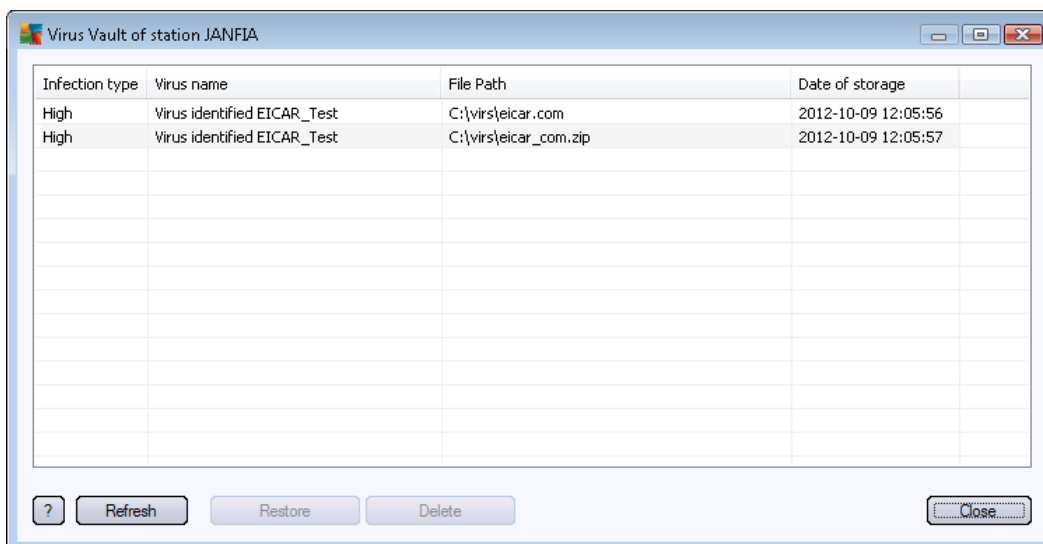 Virus Vault of station JANFIA
Infection type Virus name File Path Date of storage
High Virus identified EICAR_Test C:\virs\eicar.com 2012-10-09 12:05:56
High Virus identified EICAR_Test C:\virs\eicar_com.zip 2012-10-09 12:05:57
? Refresh Restore Delete Close